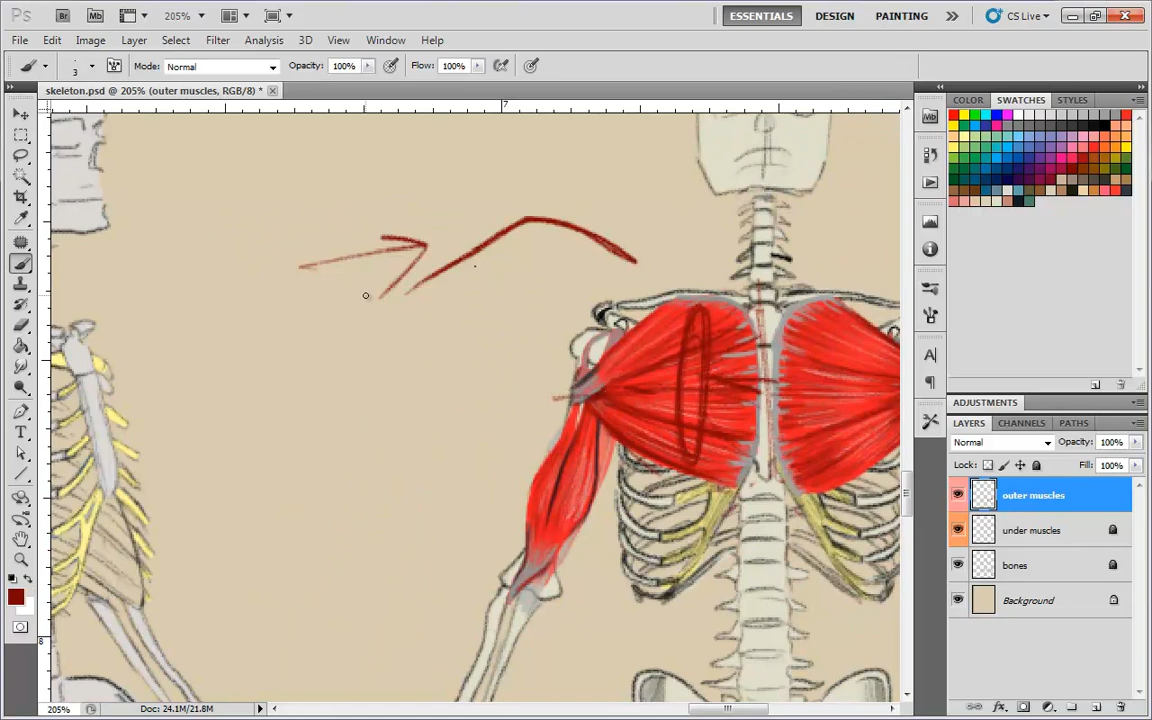 Ps Br Mb 205% ESSENTIALS DESIGN PAINTING CS Live
File Edit Image Layer Select Filter Analysis 3D View Window Help
3 Mode: Normal Opacity: 100% Flow: 100%
skeleton.psd @ 205% (outer muscles, RGB/8) *
7
8
COLOR SWATCHES STYLES
Mb
ADJUSTMENTS
LAYERS CHANNELS PATHS
Normal Opacity: 100%
Lock: Fill: 100%
outer muscles
under muscles
bones
Background
205% Doc: 24.1M/21.8M